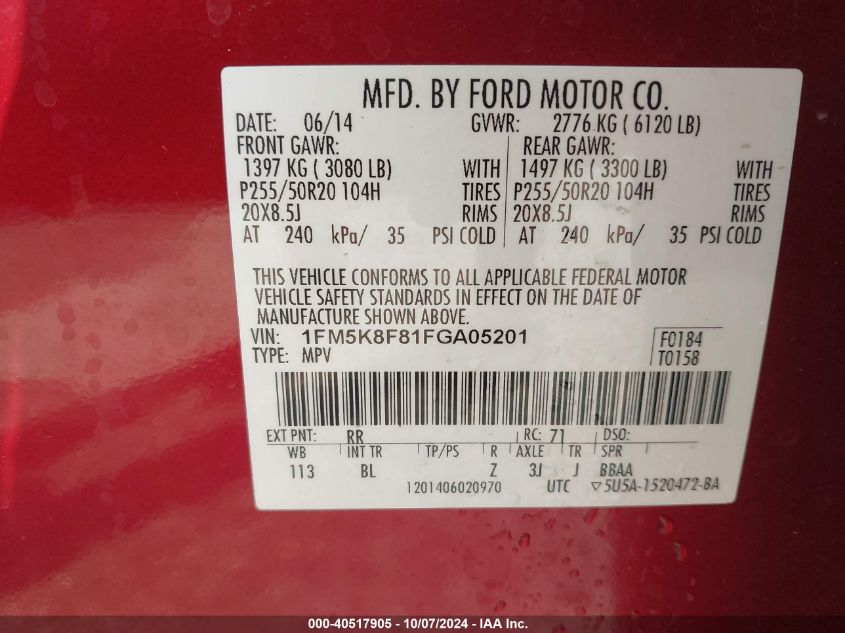 MFD. BY FORD MOTOR CO.
DATE: 06/14 GVWR: 2776 KG ( 6120 LB)
FRONT GAWR: REAR GAWR:
1397 KG ( 3080 LB) WITH 1497 KG ( 3300 LB) WITH
P255/50R20 104H TIRES P255/50R20 104H TIRES
20X8.5J RIMS 20X8.5J RIMS
AT 240 kPa/ 35 PSI COLD AT 240 kPa/ 35 PSI COLD
THIS VEHICLE CONFORMS TO ALL APPLICABLE FEDERAL MOTOR
VEHICLE SAFETY STANDARDS IN EFFECT ON THE DATE OF
MANUFACTURE SHOWN ABOVE.
VIN: 1FM5K8F81FGA05201 F0184
TYPE: MPV T0158
EXT PNT: RR RC: 71 DSO:
WB INT TR TP/PS R AXLE TR SPR
113 BL Z 3J J BBAA
1201406020970 UTC ▽5U5A-1520472-BA
000-40517905 - 10/07/2024 - IAA Inc.